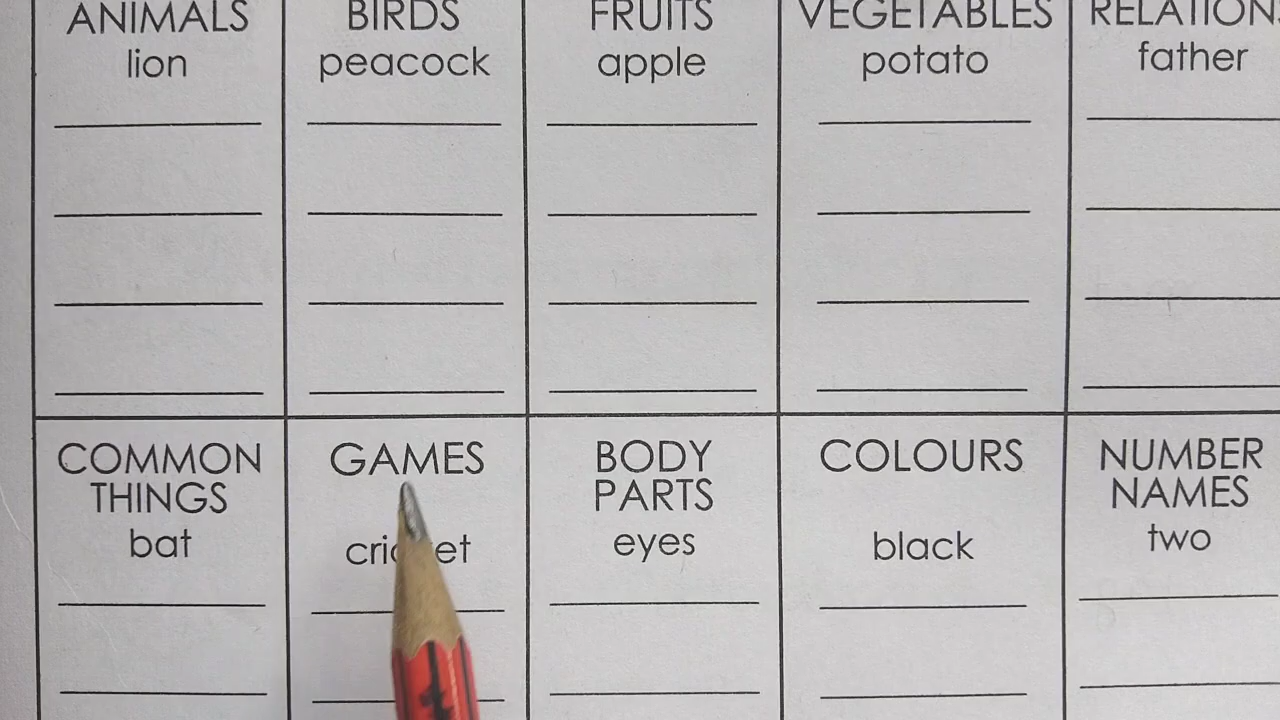 ANIMALS BIRDS FRUITS VEGETABLES RELATION
lion peacock apple potato father
COMMON THINGS GAMES BODY PARTS COLOURS NUMBER NAMES
bat eyes black two